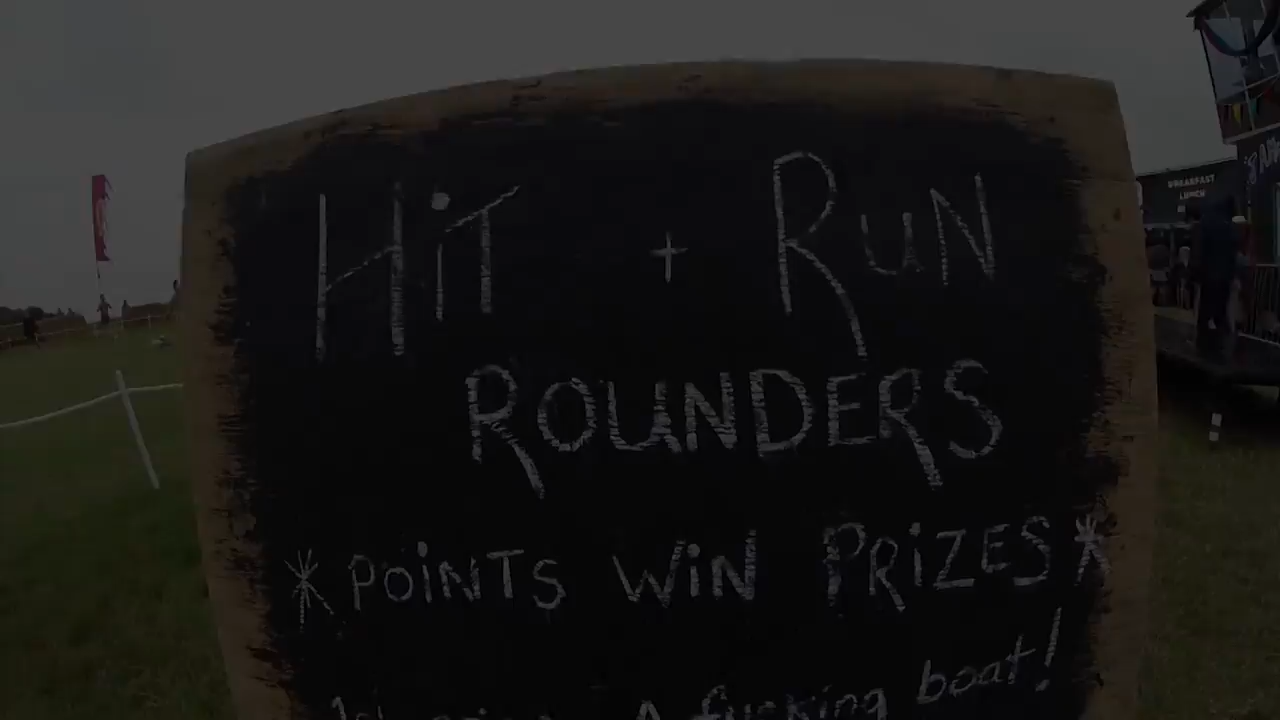 HiT + RuN
ROUNDERS
*POiNTS WiN PRiZES*
A fucking boat!
BREAKFAST
LUNCH